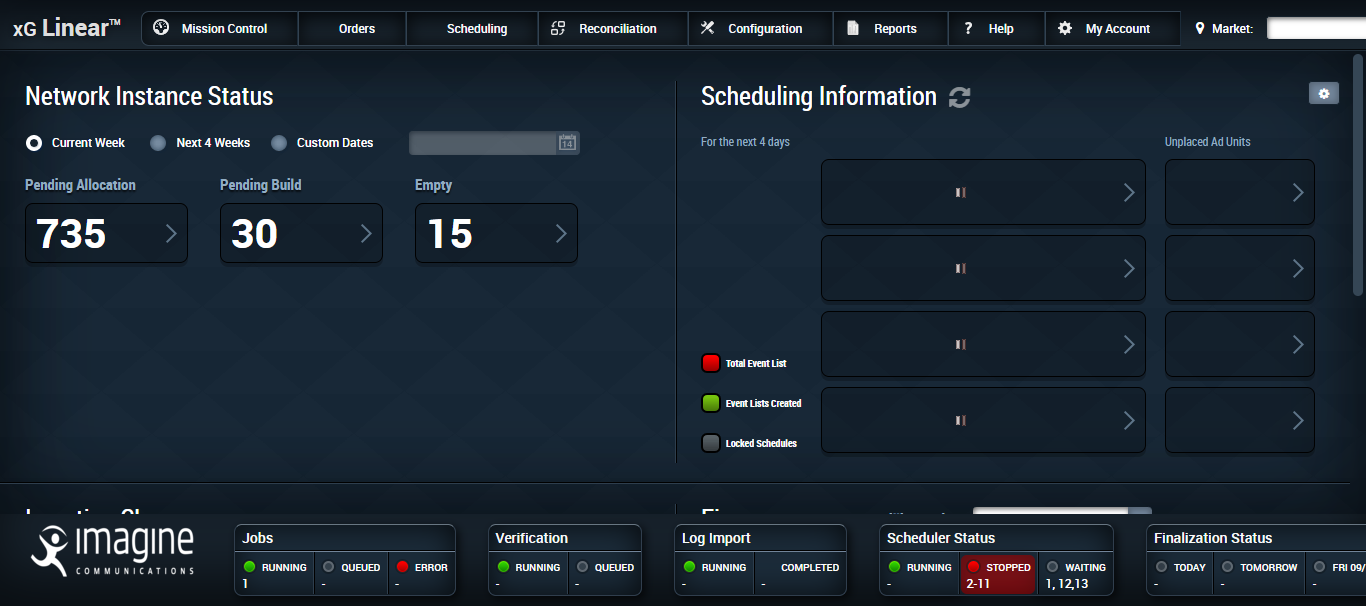 xG Linear™ Mission Control Orders Scheduling Reconciliation Configuration Reports ? Help My Account Market:
Network Instance Status
Current Week Next 4 Weeks Custom Dates 14
Pending Allocation Pending Build Empty
735 30 15
Scheduling Information
For the next 4 days Unplaced Ad Units
Total Event List
Event Lists Created
Locked Schedules
imagine
COMMUNICATIONS
Jobs
RUNNING QUEUED ERROR
1 - -
Verification
RUNNING QUEUED
- -
Log Import
RUNNING COMPLETED
- -
Scheduler Status
RUNNING STOPPED WAITING
- 2-11 1, 12,13
Finalization Status
TODAY TOMORROW FRI 09/
- - -